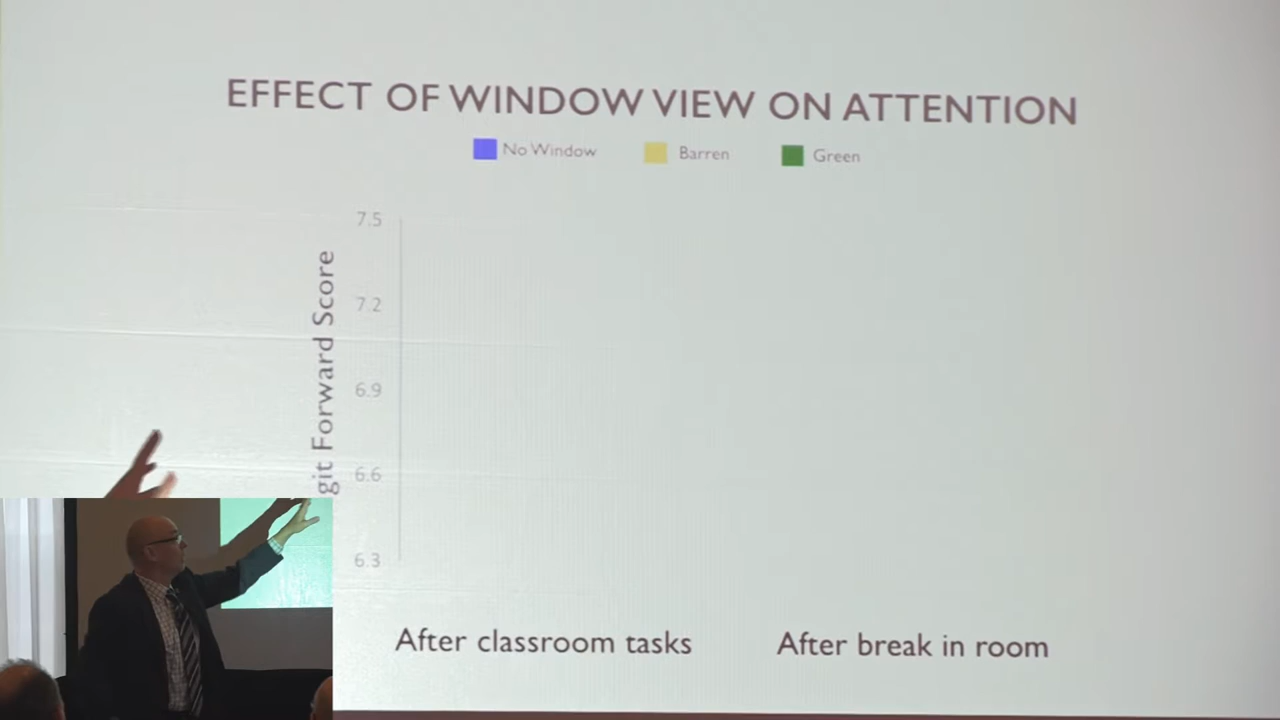 EFFECT OF WINDOW VIEW ON ATTENTION
No Window Barren Green
7.5
7.2
6.9
6.6
6.3
git Forward Score
After classroom tasks After break in room